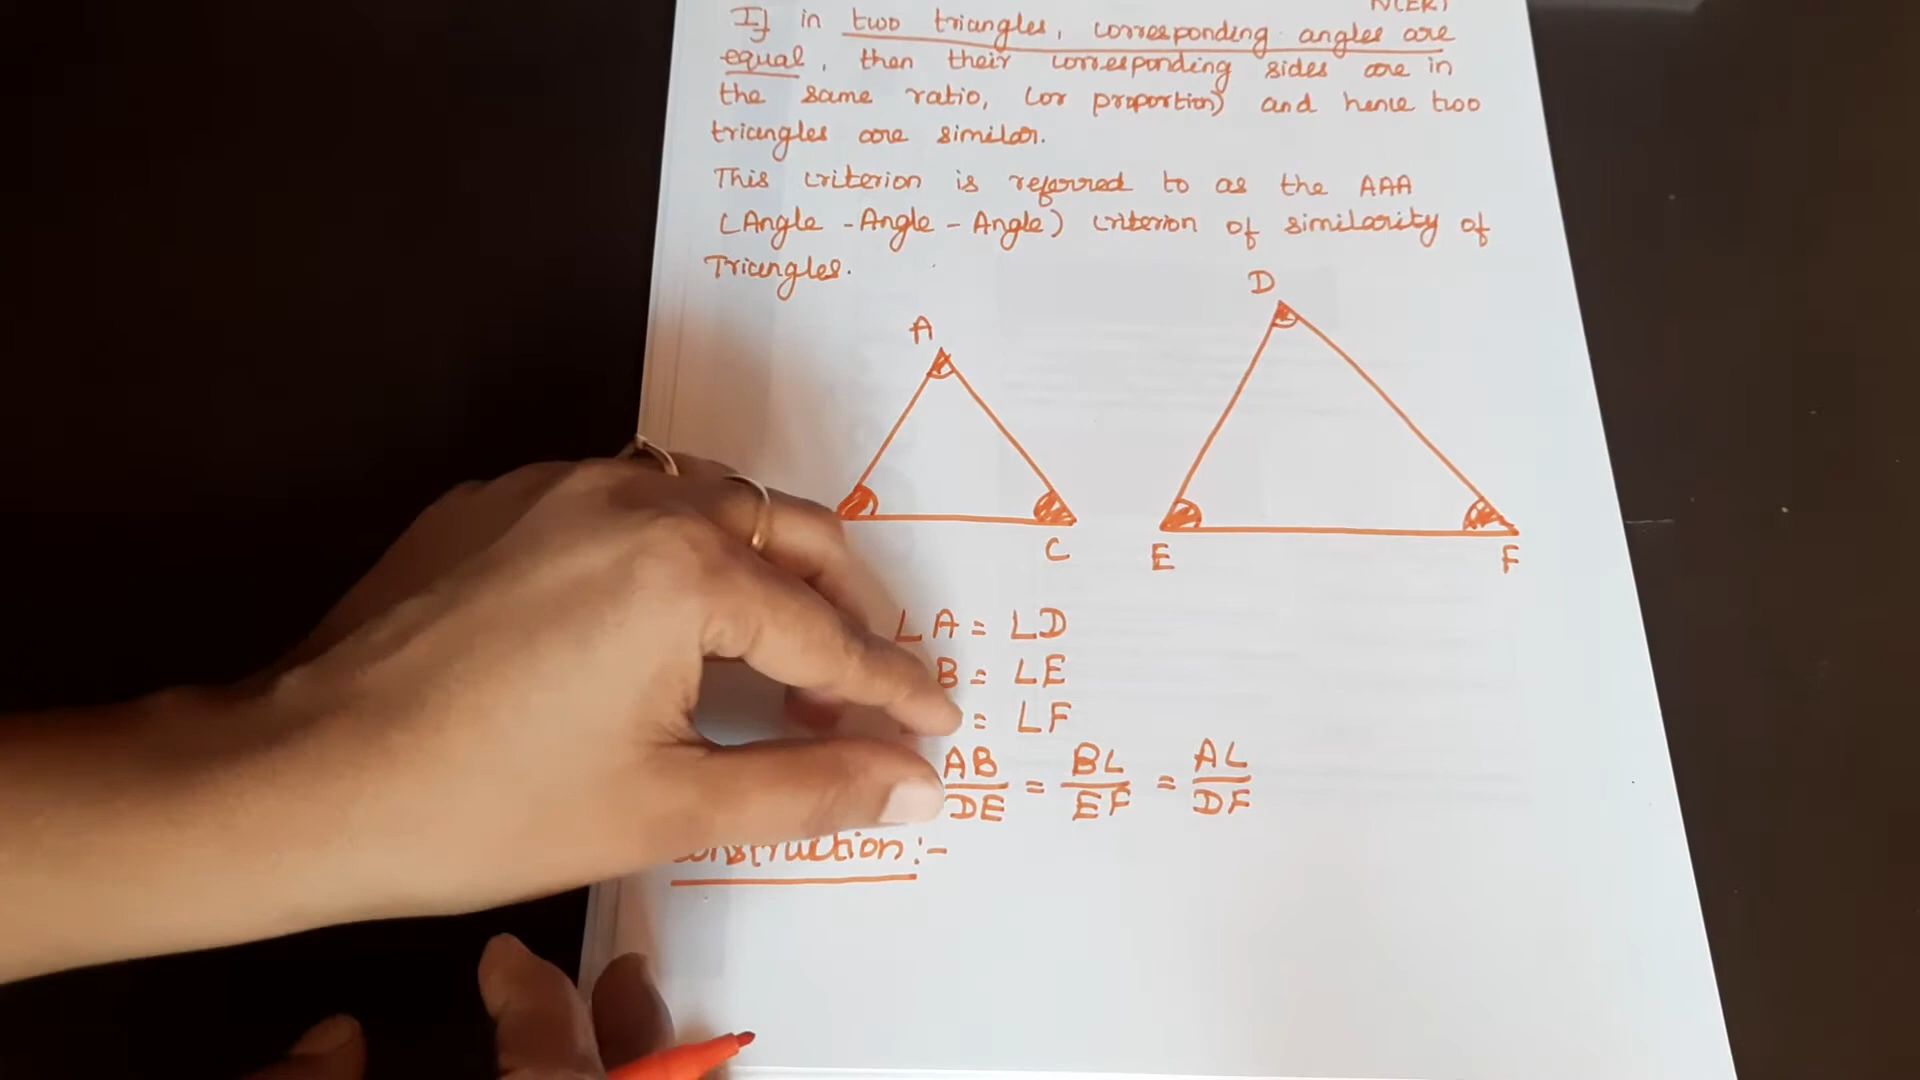 NCERT
If in two triangles, corresponding angles are
equal, then their corresponding sides are in
the same ratio, (or proportion) and hence two
triangles are similar.
This criterion is referred to as the AAA
(Angle - Angle - Angle) criterion of similarity of
Triangles.
D
A
C E F
∠A = ∠D
B = ∠E
= ∠F
AB/DE = BC/EF = AC/DF
Construction:-